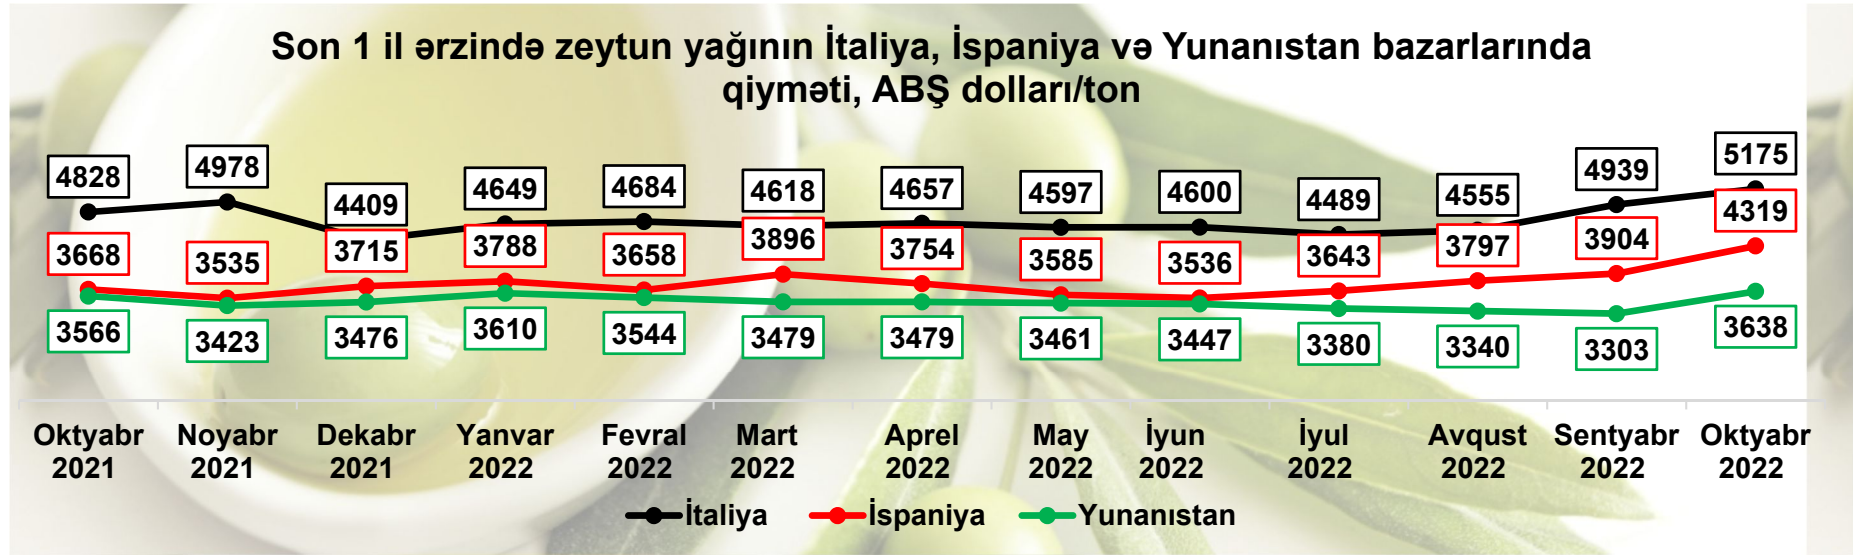 Son 1 il ərzində zeytun yağının İtaliya, İspaniya və Yunanıstan bazarlarında
qiyməti, ABŞ dolları/ton
4828 4978 4409 4649 4684 4618 4657 4597 4600 4489 4555 4939 5175
3668 3535 3715 3788 3658 3896 3754 3585 3536 3643 3797 3904 4319
3566 3423 3476 3610 3544 3479 3479 3461 3447 3380 3340 3303 3638
Oktyabr Noyabr Dekabr Yanvar Fevral Mart Aprel May İyun İyul Avqust Sentyabr Oktyabr
2021 2021 2021 2022 2022 2022 2022 2022 2022 2022 2022 2022 2022
İtaliya İspaniya Yunanıstan